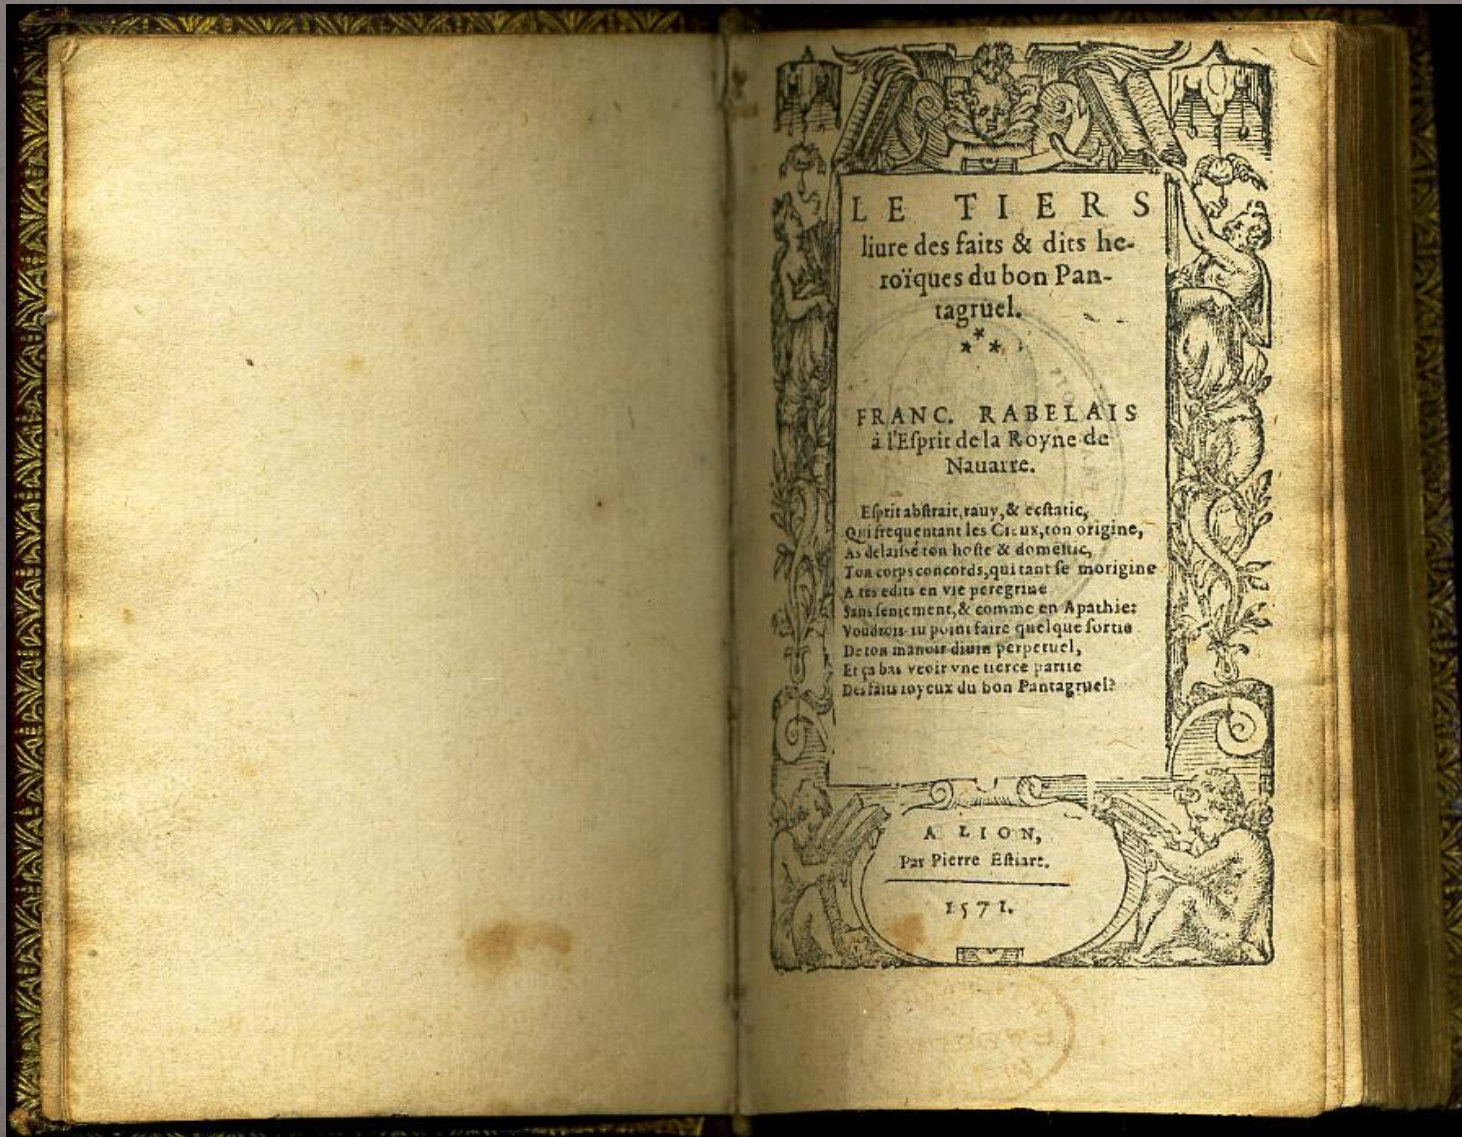 LE TIERS
liure des faits & dits he-
roïques du bon Pan-
tagruel.
***
FRANC. RABELAIS
à l'Eſprit de la Royne de
Nauarre.
Eſprit abſtrait, rauy, & ecſtatic,
Qui frequentant les Cieux, ton origine,
As delaiſſé ton hoſte & domeſtic,
Ton corps concords, qui tant ſe morigine
A tes edits en vie peregrine
Sans ſentement, & comme en Apathie:
Voudrois-tu point faire quelque ſortie
De ton manoir diuin perpetuel,
Et ça bas veoir vne tierce partie
Des faits ioyeux du bon Pantagruel?
A LION,
Par Pierre Eſtiart.
1571.